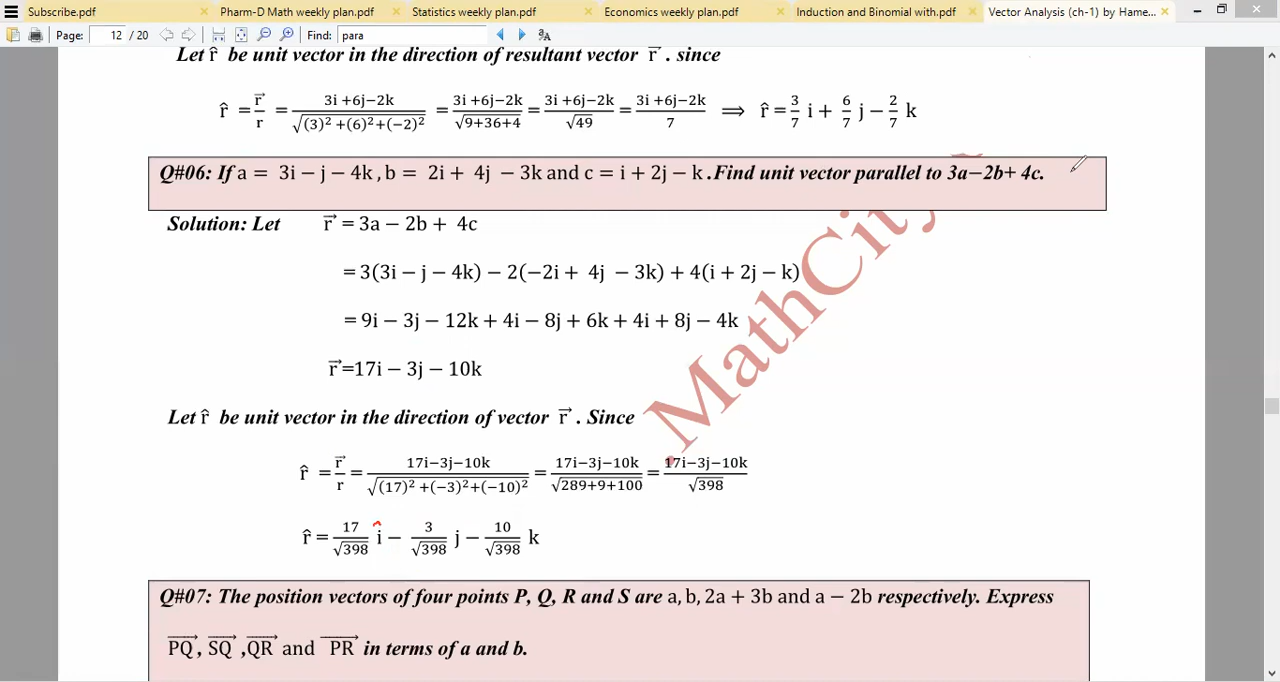 Subscribe.pdf × Pharm-D Math weekly plan.pdf × Statistics weekly plan.pdf × Economics weekly plan.pdf × Induction and Binomial with.pdf × Vector Analysis (ch-1) by Hame... ×
Page: 12 / 20 Find: para
Let r̂ be unit vector in the direction of resultant vector r⃗ . since
r̂ = r⃗/r = (3i +6j−2k)/√((3)² +(6)²+(−2)²) = (3i +6j−2k)/√(9+36+4) = (3i +6j−2k)/√49 = (3i +6j−2k)/7 ⟹ r̂ = 3/7 i + 6/7 j − 2/7 k
Q#06: If a = 3i − j − 4k , b = 2i + 4j − 3k and c = i + 2j − k . Find unit vector parallel to 3a−2b+ 4c.
Solution: Let r⃗ = 3a − 2b + 4c
= 3(3i − j − 4k) − 2(−2i + 4j − 3k) + 4(i + 2j − k)
= 9i − 3j − 12k + 4i − 8j + 6k + 4i + 8j − 4k
r⃗ =17i − 3j − 10k
Let r̂ be unit vector in the direction of vector r⃗ . Since
r̂ = r⃗/r = (17i−3j−10k)/√((17)² +(−3)²+(−10)²) = (17i−3j−10k)/√(289+9+100) = (17i−3j−10k)/√398
r̂ = 17/√398 i − 3/√398 j − 10/√398 k
Q#07: The position vectors of four points P, Q, R and S are a, b, 2a + 3b and a − 2b respectively. Express
PQ⃗ , SQ⃗ ,QR⃗ and PR⃗ in terms of a and b.
.MathCity